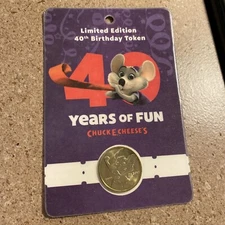 Limited Edition
40th Birthday Token
40
YEARS OF FUN
CHUCK E. CHEESE'S